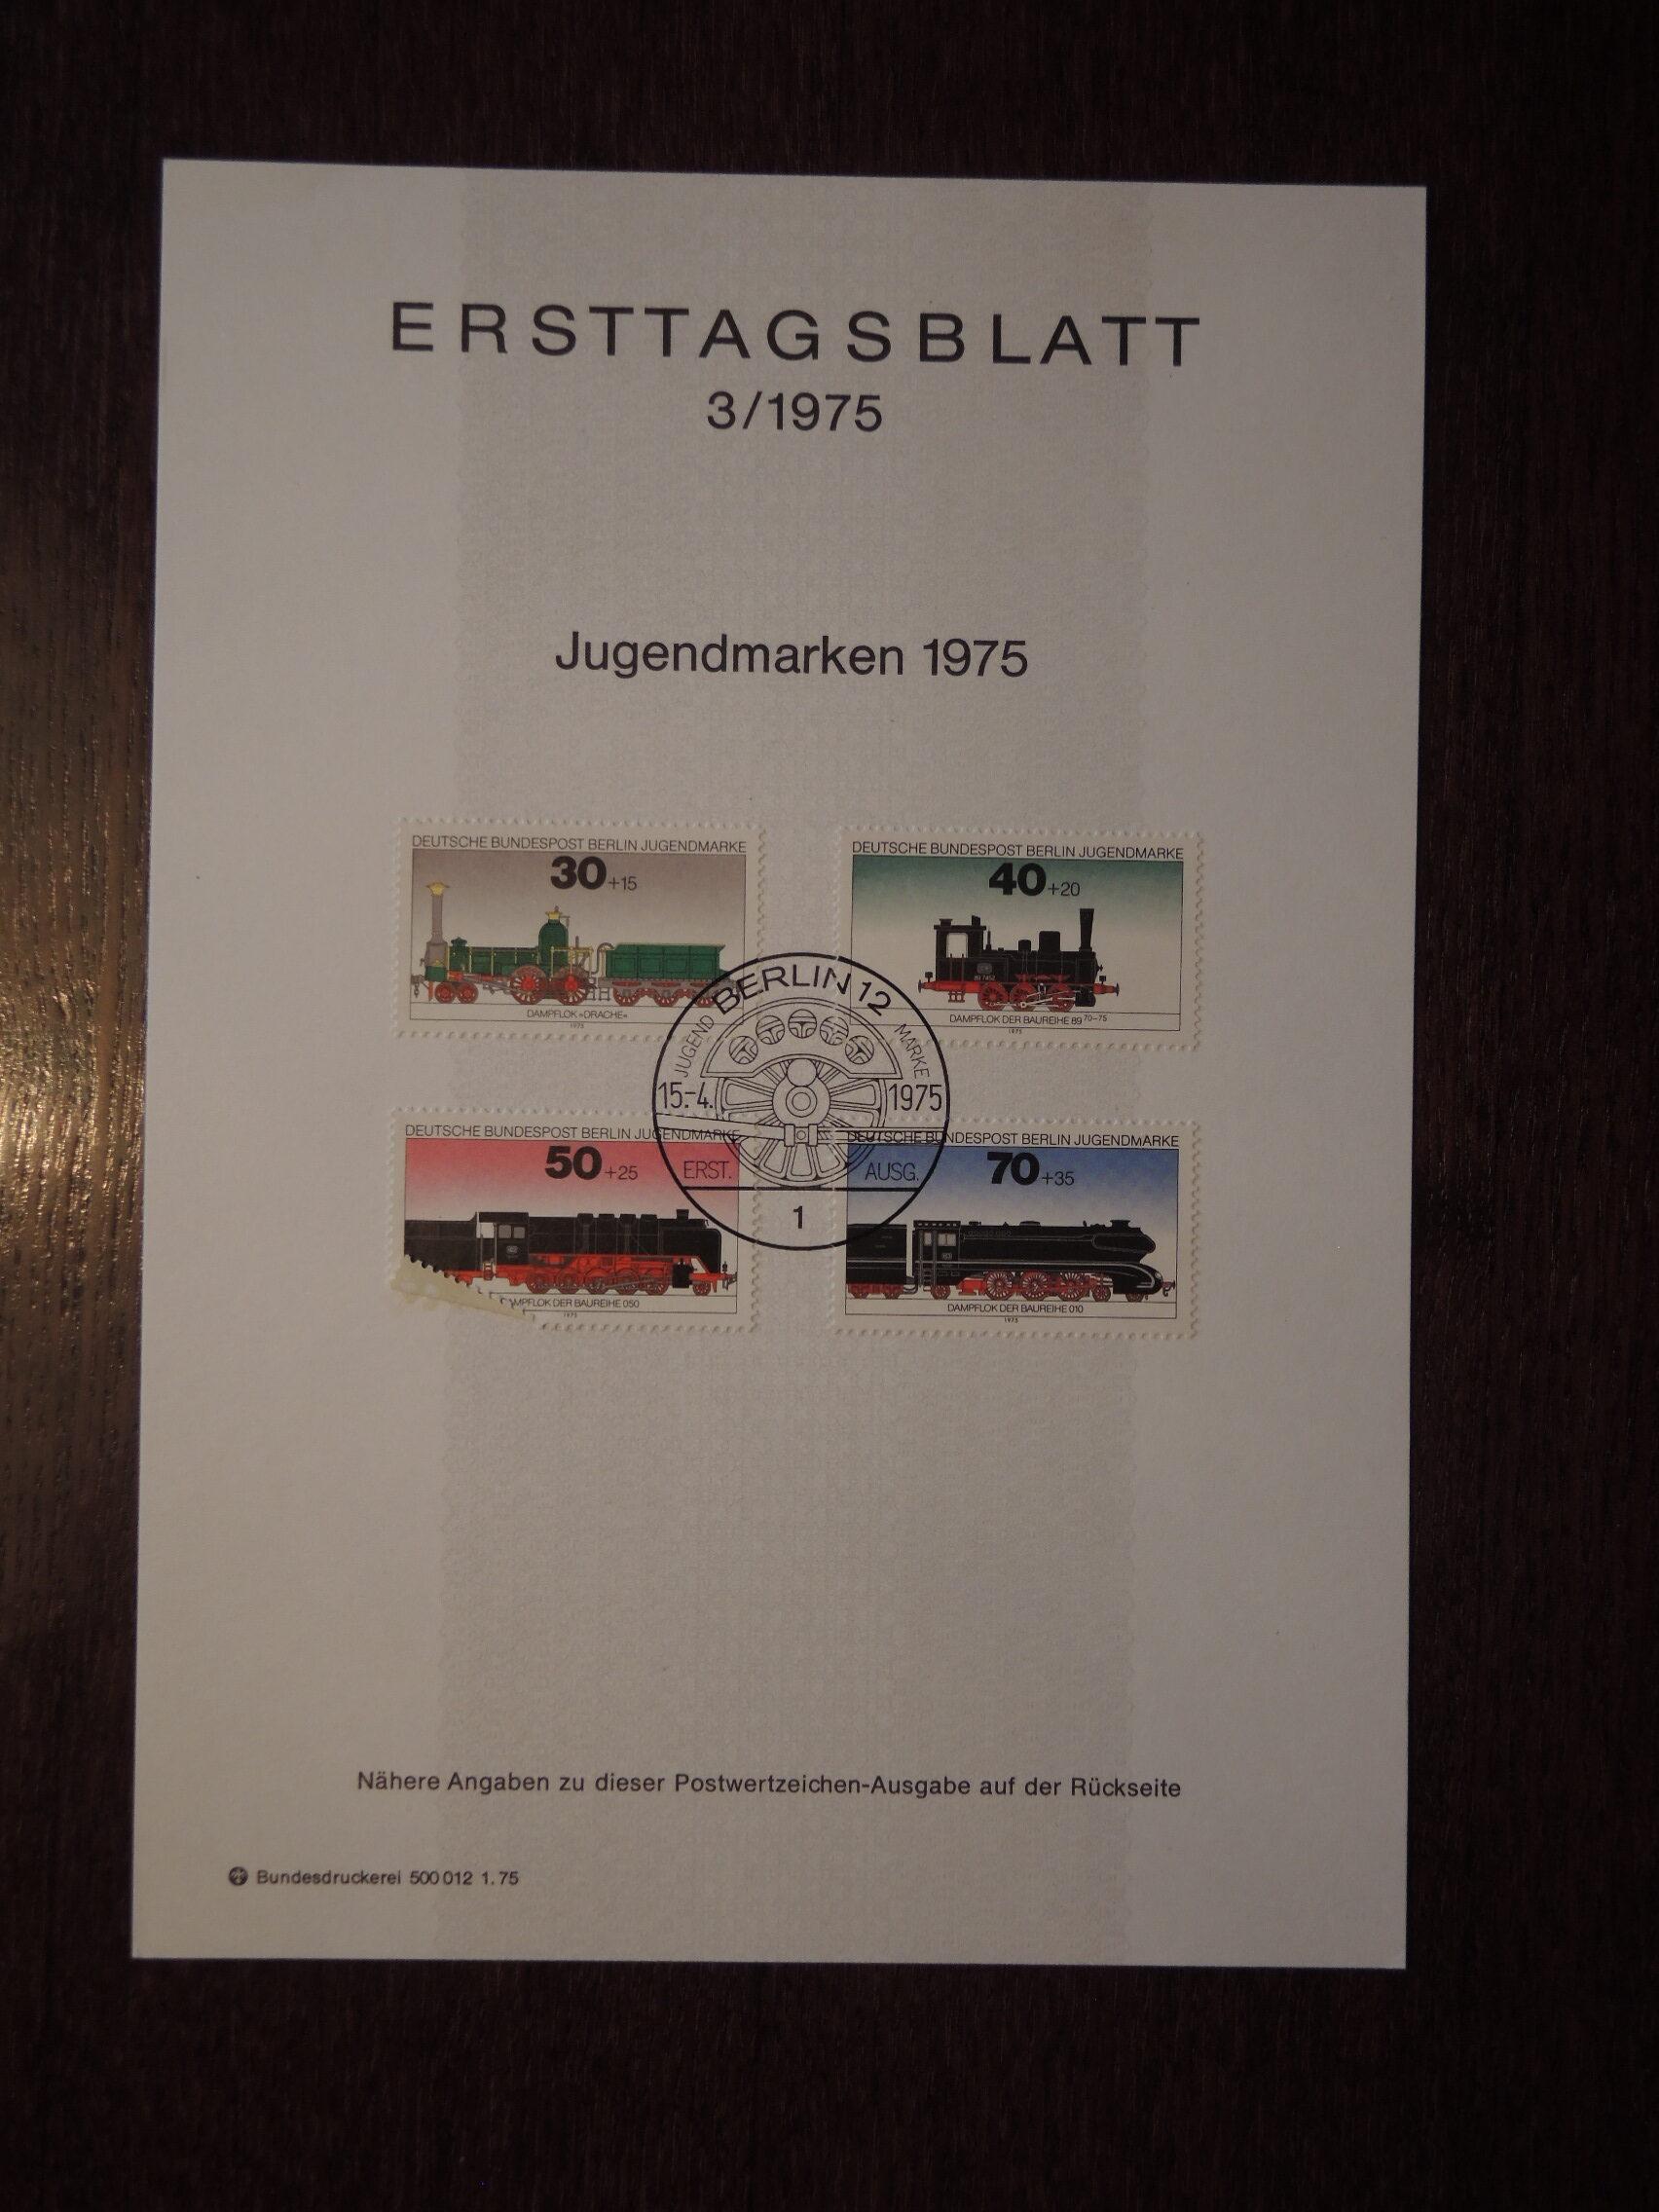 ERSTTAGSBLATT
3/1975
Jugendmarken 1975
DEUTSCHE BUNDESPOST BERLIN JUGENDMARKE
30+15
DAMPFLOK »DRACHE«
1975
DEUTSCHE BUNDESPOST BERLIN JUGENDMARKE
40+20
DAMPFLOK DER BAUREIHE 89 70-75
1975
BERLIN 12
JUGEND MARKE
15.-4. 1975
ERST. AUSG.
1
DEUTSCHE BUNDESPOST BERLIN JUGENDMARKE
50+25
MPFLOK DER BAUREIHE 050
1975
DEUTSCHE BUNDESPOST BERLIN JUGENDMARKE
70+35
DAMPFLOK DER BAUREIHE 010
1975
Nähere Angaben zu dieser Postwertzeichen-Ausgabe auf der Rückseite
Bundesdruckerei 500 012 1.75